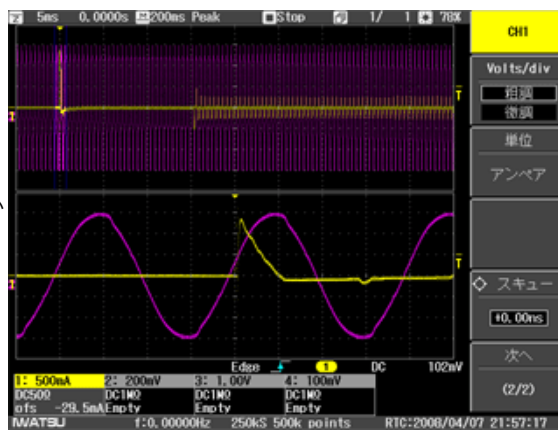 5ms 0.0000s 200ms Peak Stop 1/ 1 78%
CH1
Volts/div
粗調
微調
単位
アンペア
T
T
スキュー
+0.00ns
次へ
(2/2)
Edge 1 DC 102mV
1: 500mA 2: 200mV 3: 1.00V 4: 100mV
DC50Ω DC1MΩ DC1MΩ DC1MΩ
ofs -29.5mA Empty Empty Empty
IWATSU f:0.00000Hz 250kS 500k points RTC:2008/04/07 21:57:17